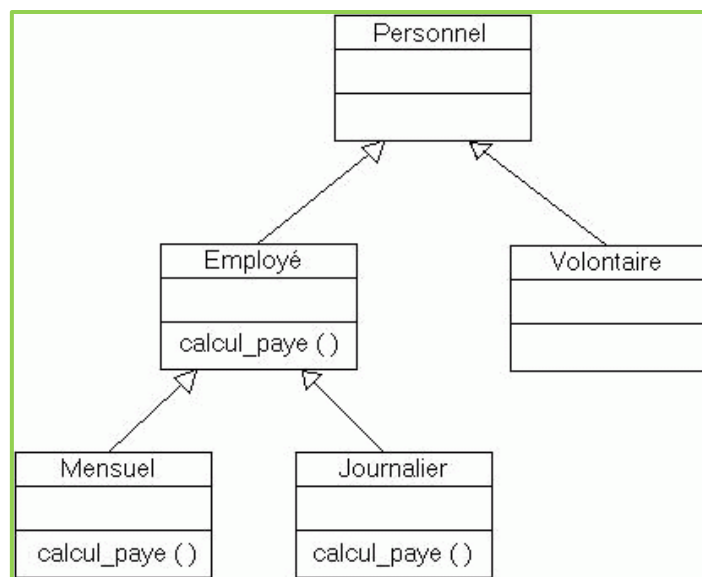 Personnel
Employé
Volontaire
calcul_paye ( )
Mensuel
Journalier
calcul_paye ( )
calcul_paye ( )